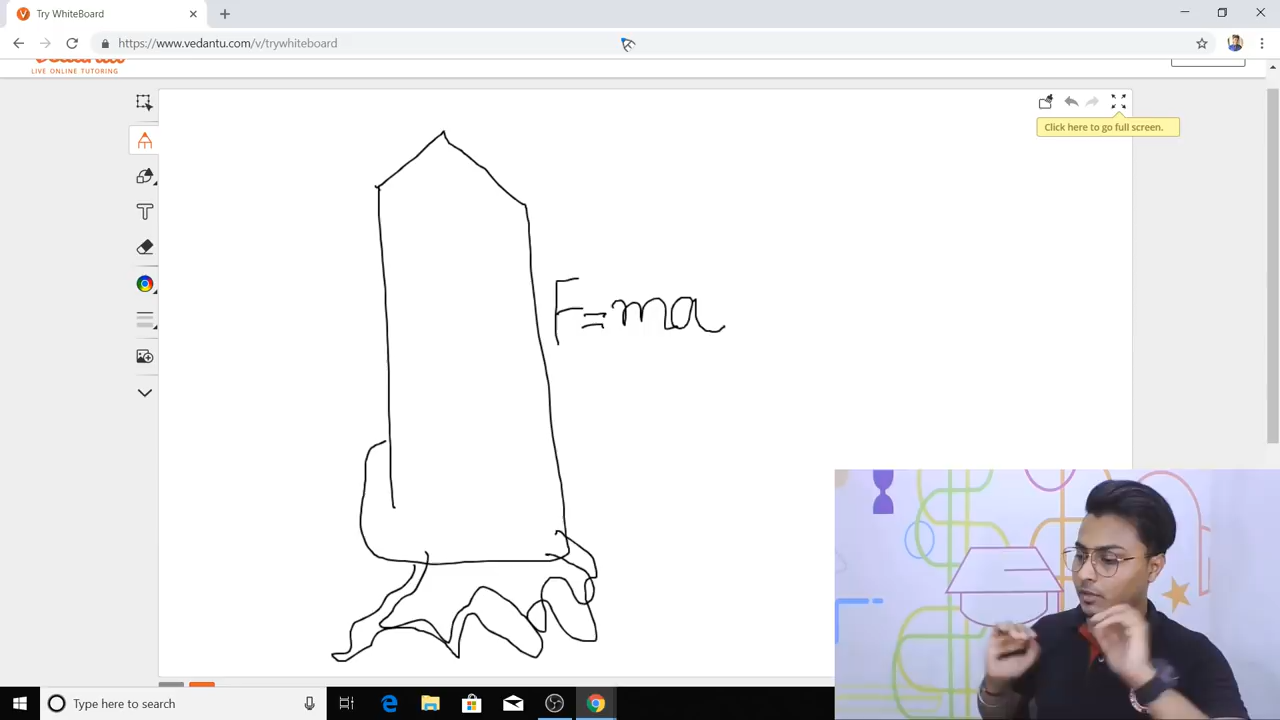 Try WhiteBoard
https://www.vedantu.com/v/trywhiteboard
LIVE ONLINE TUTORING
Click here to go full screen.
F=ma
Type here to search